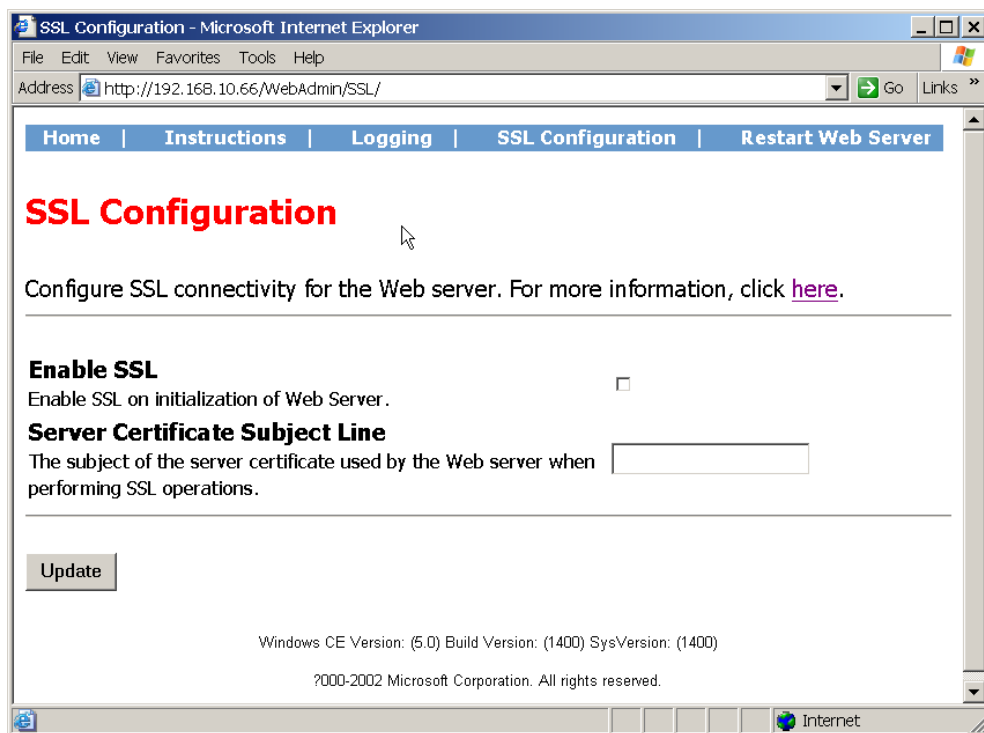 SSL Configuration - Microsoft Internet Explorer
File Edit View Favorites Tools Help
Address http://192.168.10.66/WebAdmin/SSL/ Go Links »
Home | Instructions | Logging | SSL Configuration | Restart Web Server
SSL Configuration
Configure SSL connectivity for the Web server. For more information, click here.
Enable SSL
Enable SSL on initialization of Web Server.
Server Certificate Subject Line
The subject of the server certificate used by the Web server when
performing SSL operations.
Update
Windows CE Version: (5.0) Build Version: (1400) SysVersion: (1400)
?000-2002 Microsoft Corporation. All rights reserved.
Internet